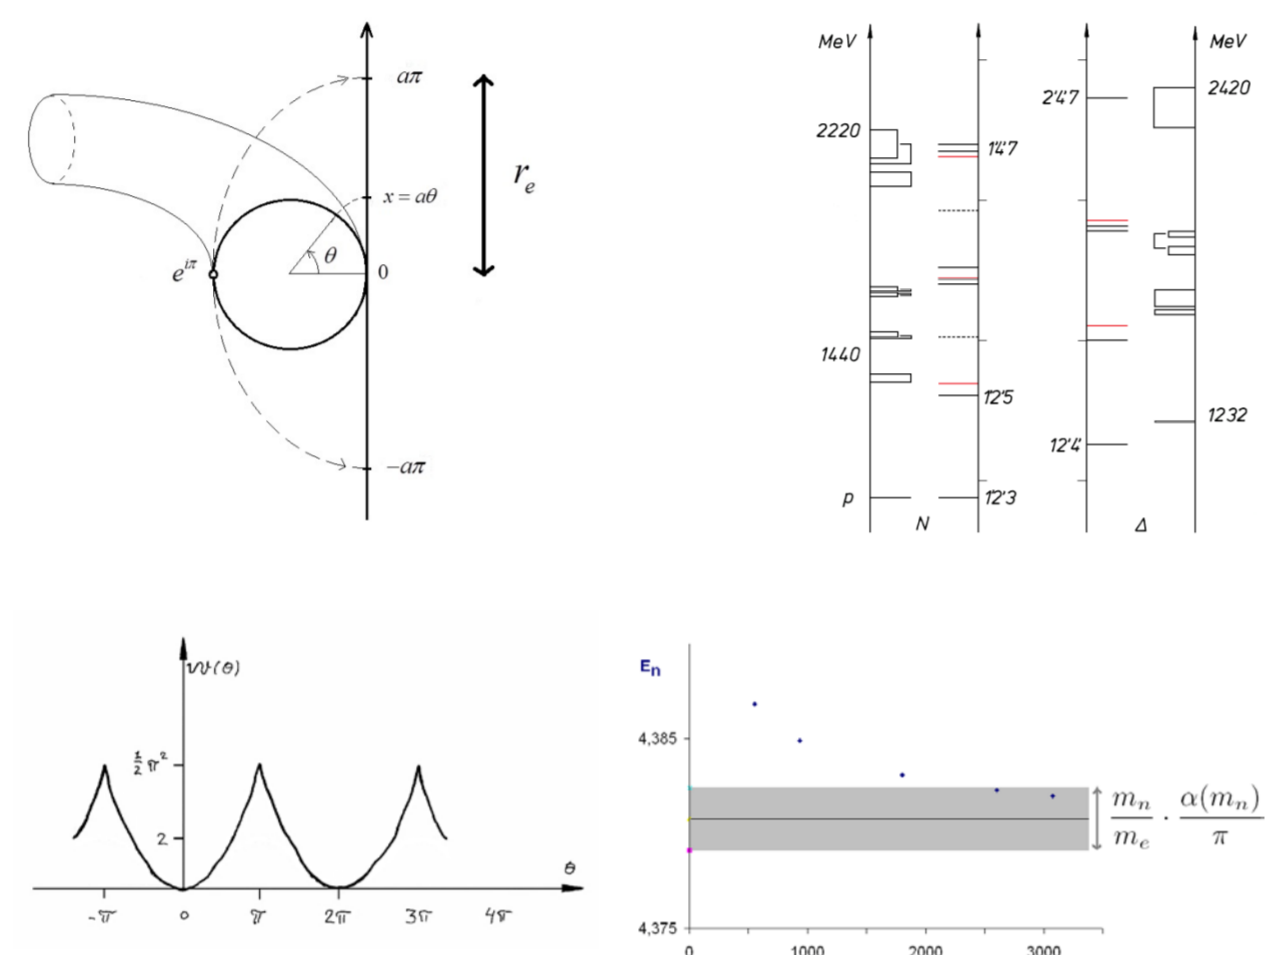 aπ
r_e
x = aθ
θ
e^{iπ}
0
−aπ
MeV
MeV
2'4'7
2420
2220
1'4'7
1440
1'2'5
1232
12'4'
p
1'2'3
N
Δ
w(θ)
½π²
2
θ
-π
0
π
2π
3π
4π
E_n
4,385
m_n/m_e · α(m_n)/π
4,375
0
1000
2000
3000